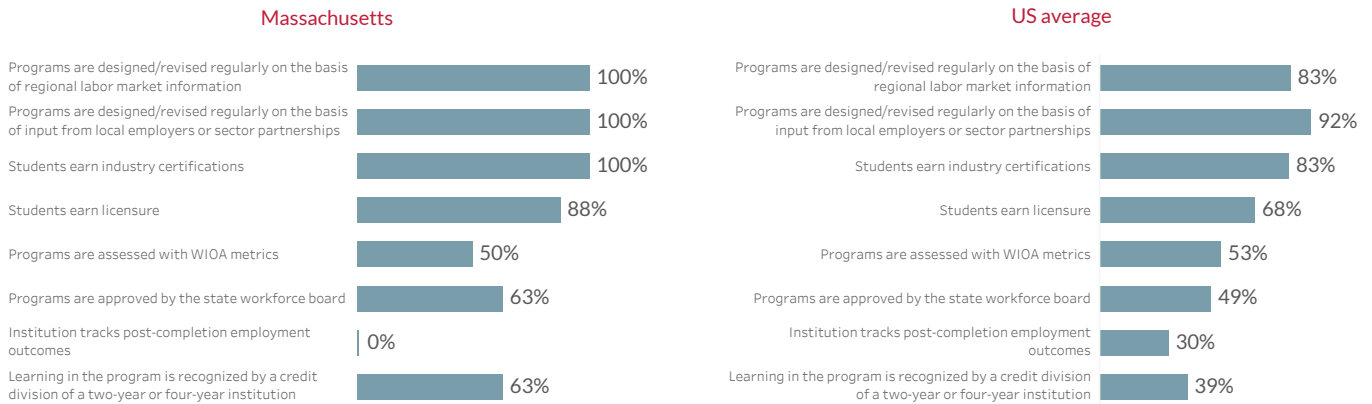 Massachusetts
Programs are designed/revised regularly on the basis
of regional labor market information
100%
Programs are designed/revised regularly on the basis
of input from local employers or sector partnerships
100%
Students earn industry certifications
100%
Students earn licensure
88%
Programs are assessed with WIOA metrics
50%
Programs are approved by the state workforce board
63%
Institution tracks post-completion employment
outcomes
0%
Learning in the program is recognized by a credit
division of a two-year or four-year institution
63%
US average
Programs are designed/revised regularly on the basis of
regional labor market information
83%
Programs are designed/revised regularly on the basis of
input from local employers or sector partnerships
92%
Students earn industry certifications
83%
Students earn licensure
68%
Programs are assessed with WIOA metrics
53%
Programs are approved by the state workforce board
49%
Institution tracks post-completion employment
outcomes
30%
Learning in the program is recognized by a credit division
of a two-year or four-year institution
39%